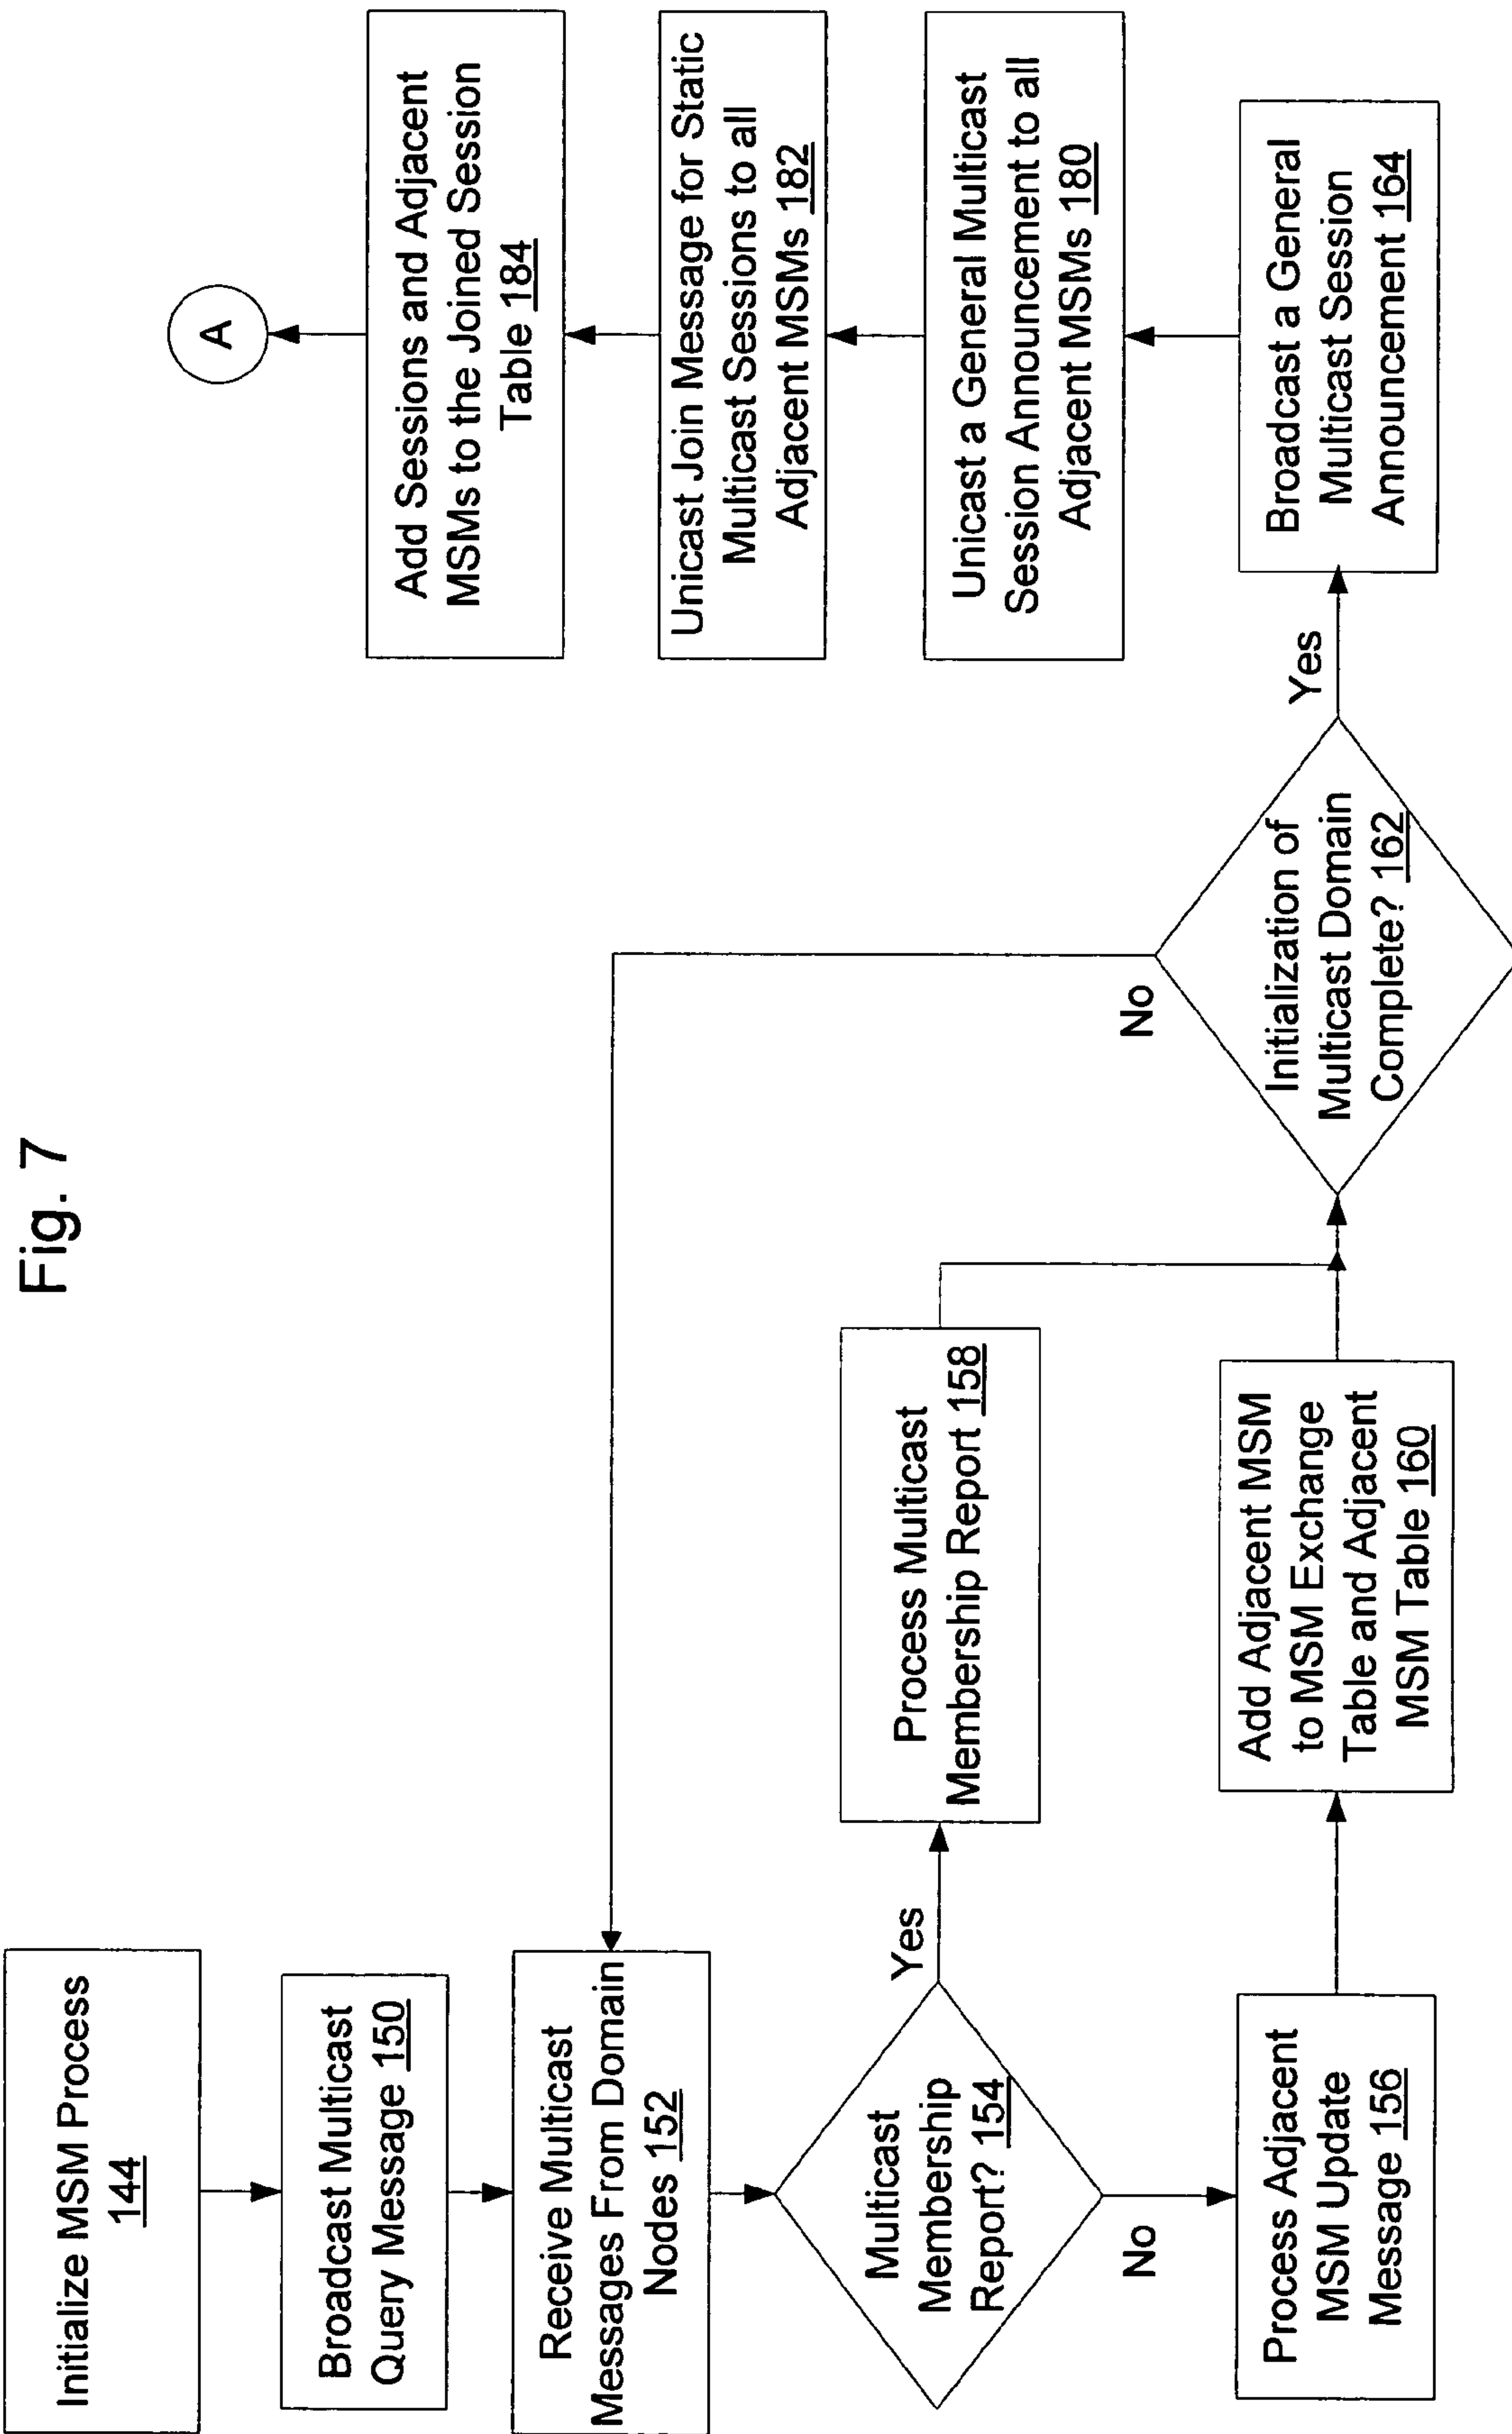 Fig. 7
Initialize MSM Process
144
Broadcast Multicast
Query Message 150
Receive Multicast
Messages From Domain
Nodes 152
Multicast
Membership
Report? 154
Yes
No
Process Multicast
Membership Report 158
Process Adjacent
MSM Update
Message 156
Add Adjacent MSM
to MSM Exchange
Table and Adjacent
MSM Table 160
Initialization of
Multicast Domain
Complete? 162
No
Yes
Broadcast a General
Multicast Session
Announcement 164
Unicast a General Multicast
Session Announcement to all
Adjacent MSMs 180
Unicast Join Message for Static
Multicast Sessions to all
Adjacent MSMs 182
Add Sessions and Adjacent
MSMs to the Joined Session
Table 184
A